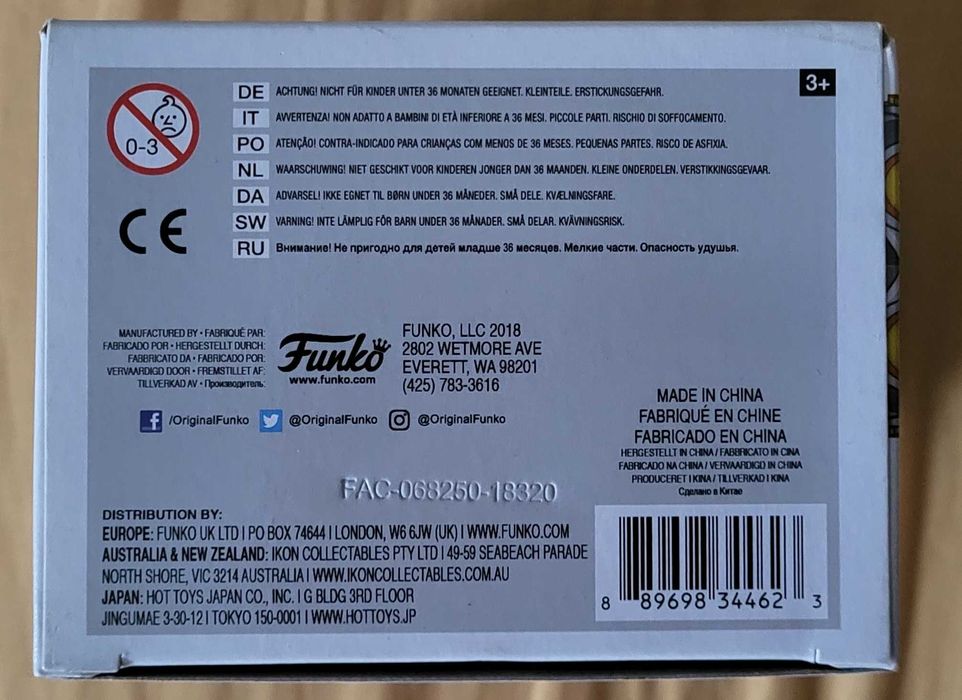 3+
0-3
DE ACHTUNG! NICHT FÜR KINDER UNTER 36 MONATEN GEEIGNET. KLEINTEILE. ERSTICKUNGSGEFAHR.
IT AVVERTENZA! NON ADATTO A BAMBINI DI ETÀ INFERIORE A 36 MESI. PICCOLE PARTI. RISCHIO DI SOFFOCAMENTO.
PO ATENÇÃO! CONTRA-INDICADO PARA CRIANÇAS COM MENOS DE 36 MESES. PEQUENAS PARTES. RISCO DE ASFIXIA.
NL WAARSCHUWING! NIET GESCHIKT VOOR KINDEREN JONGER DAN 36 MAANDEN. KLEINE ONDERDELEN. VERSTIKKINGSGEVAAR.
DA ADVARSEL! IKKE EGNET TIL BØRN UNDER 36 MÅNEDER. SMÅ DELE. KVÆLNINGSFARE.
SW VARNING! INTE LÄMPLIG FÖR BARN UNDER 36 MÅNADER. SMÅ DELAR. KVÄVNINGSRISK.
RU Внимание! Не пригодно для детей младше 36 месяцев. Мелкие части. Опасность удушья.
CE
MANUFACTURED BY • FABRIQUÉ PAR:
FABRICADO POR • HERGESTELLT DURCH:
FABBRICATO DA • FABRICADO POR:
VERVAARDIGD DOOR • FREMSTILLET AF:
TILLVERKAD AV • Производитель:
Funko
www.funko.com
FUNKO, LLC 2018
2802 WETMORE AVE
EVERETT, WA 98201
(425) 783-3616
/OriginalFunko @OriginalFunko @OriginalFunko
MADE IN CHINA
FABRIQUÉ EN CHINE
FABRICADO EN CHINA
HERGESTELLT IN CHINA / FABBRICATO IN CINA
FABRICADO NA CHINA / VERVAARDIGD IN CHINA
PRODUCERET I KINA / TILLVERKAD I KINA
Сделано в Китае
FAC-068250-18320
DISTRIBUTION BY:
EUROPE: FUNKO UK LTD | PO BOX 74644 | LONDON, W6 6JW (UK) | WWW.FUNKO.COM
AUSTRALIA & NEW ZEALAND: IKON COLLECTABLES PTY LTD | 49-59 SEABEACH PARADE
NORTH SHORE, VIC 3214 AUSTRALIA | WWW.IKONCOLLECTABLES.COM.AU
JAPAN: HOT TOYS JAPAN CO., INC. | G BLDG 3RD FLOOR
JINGUMAE 3-30-12 | TOKYO 150-0001 | WWW.HOTTOYS.JP
8 89698 34462 3